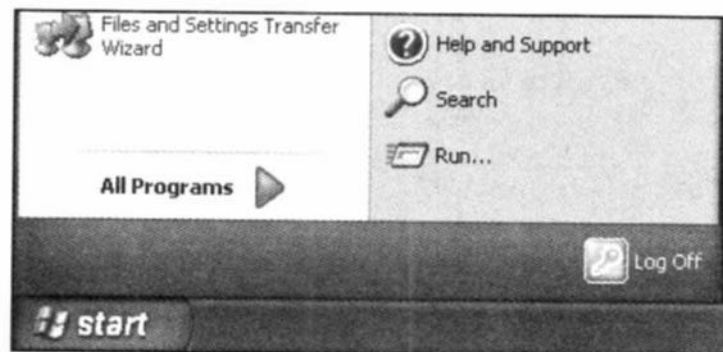 Files and Settings Transfer
Wizard
All Programs
Help and Support
Search
Run...
Log Off
start